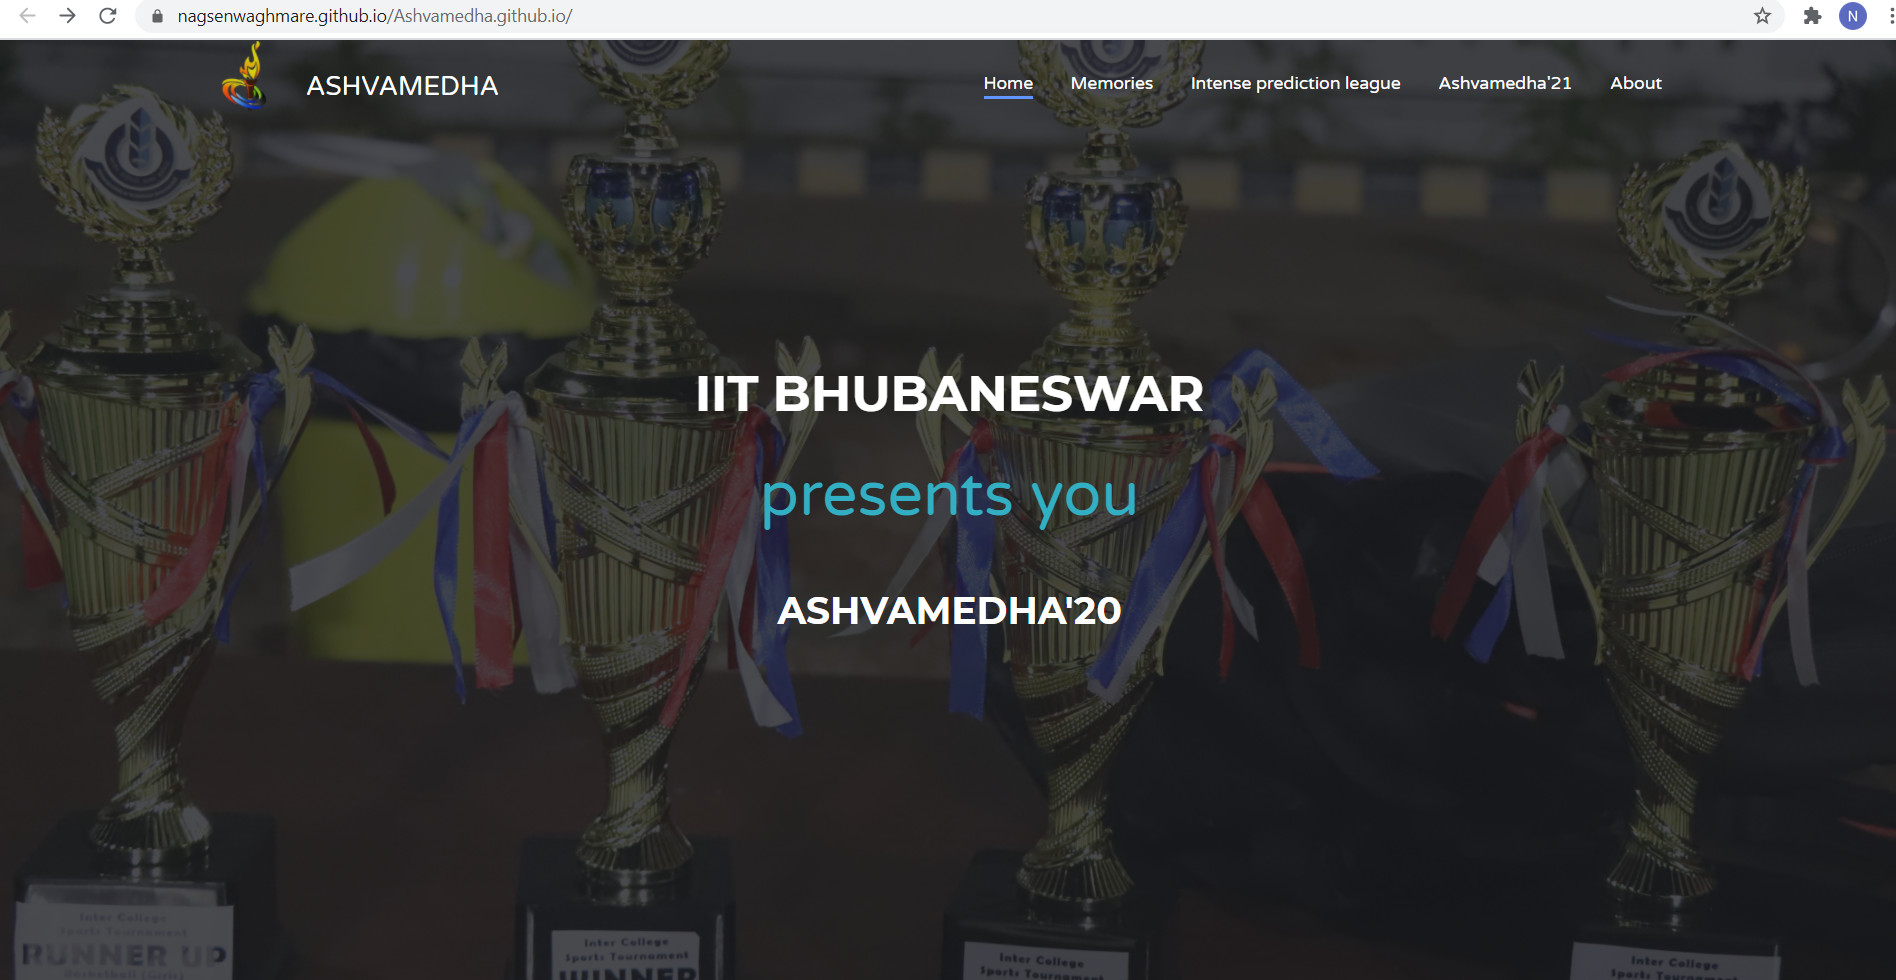 nagsenwaghmare.github.io/Ashvamedha.github.io/
N
ASHVAMEDHA
Home Memories Intense prediction league Ashvamedha'21 About
IIT BHUBANESWAR
presents you
ASHVAMEDHA'20
Inter College
Sports Tournament
RUNNER UP
Basketball (Girls)
Inter College
Sports Tournament
WINNER
Inter College
Sports Tournament
Inter College
Sports Tournament